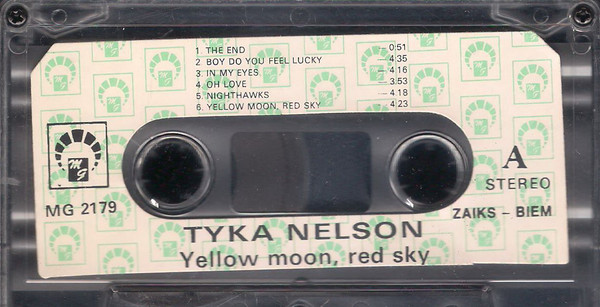 1. THE END 0:51
2 BOY DO YOU FEEL LUCKY 4:35
3. IN MY EYES 4:16
4 OH LOVE 3:53
5. NIGHTHAWKS 4:18
6. YELLOW MOON, RED SKY 4:23
MG
MG 2179
A
STEREO
ZAIKS – BIEM
TYKA NELSON
Yellow moon, red sky